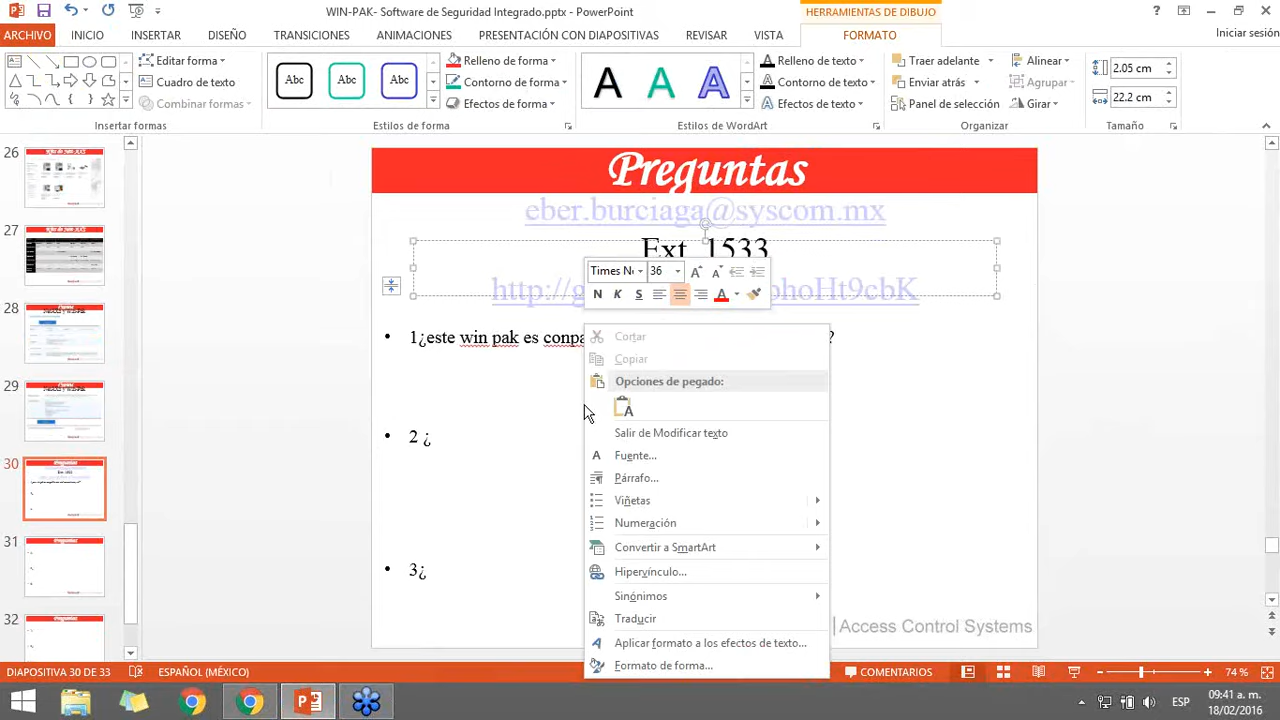 WIN-PAK- Software de Seguridad Integrado.pptx - PowerPoint
HERRAMIENTAS DE DIBUJO
ARCHIVO INICIO INSERTAR DISEÑO TRANSICIONES ANIMACIONES PRESENTACIÓN CON DIAPOSITIVAS REVISAR VISTA FORMATO
Iniciar sesión
Editar forma
Cuadro de texto
Combinar formas
Insertar formas
Abc Abc Abc
Relleno de forma
Contorno de forma
Efectos de forma
Estilos de forma
A A A
Relleno de texto
Contorno de texto
Efectos de texto
Estilos de WordArt
Traer adelante
Enviar atrás
Panel de selección
Alinear
Agrupar
Girar
Organizar
2.05 cm
22.2 cm
Tamaño
26
27
28
29
30
31
32
Preguntas
eber.burciaga@syscom.mx
Ext 1533
http://g
hoHt9cbK
Times Ne 36
N K S
• 1¿este win pak es conpa
?
• 2 ¿
• 3¿
Cortar
Copiar
Opciones de pegado:
Salir de Modificar texto
Fuente...
Párrafo...
Viñetas
Numeración
Convertir a SmartArt
Hipervínculo...
Sinónimos
Traducir
Aplicar formato a los efectos de texto...
Formato de forma...
Access Control Systems
DIAPOSITIVA 30 DE 33
ESPAÑOL (MÉXICO)
COMENTARIOS
74 %
ESP
09:41 a. m.
18/02/2016